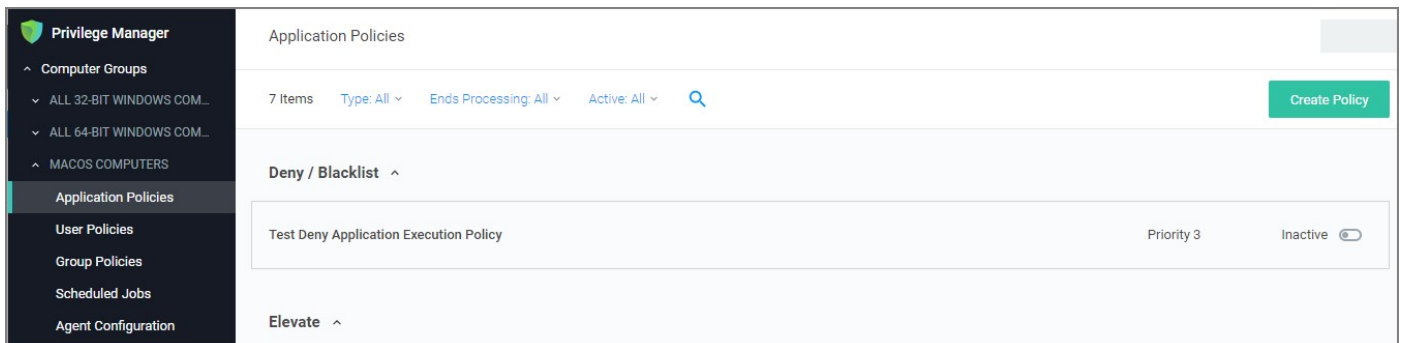 Privilege Manager
Computer Groups
ALL 32-BIT WINDOWS COM...
ALL 64-BIT WINDOWS COM...
MACOS COMPUTERS
Application Policies
User Policies
Group Policies
Scheduled Jobs
Agent Configuration
Application Policies
7 Items Type: All Ends Processing: All Active: All
Create Policy
Deny / Blacklist
Test Deny Application Execution Policy Priority 3 Inactive
Elevate